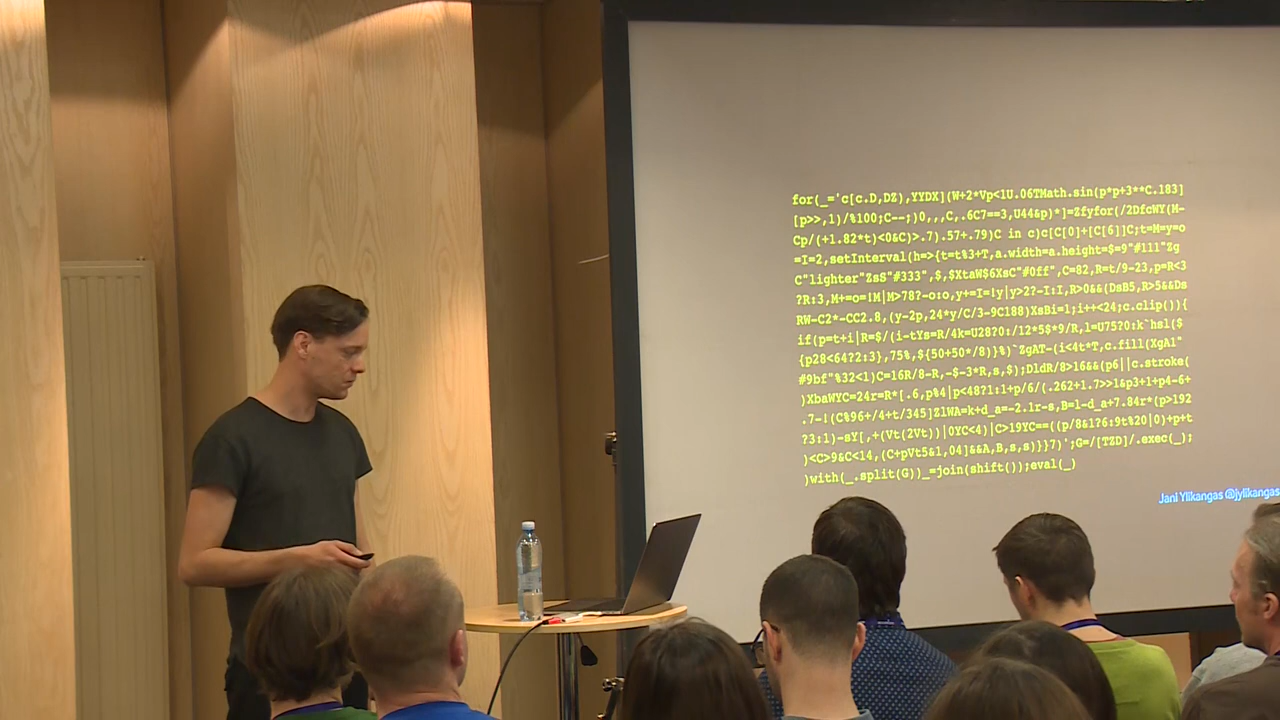 for(_='c[c.D,DZ),YYDX](W+2*Vp<1U.06TMath.sin(p*p+3**C.183]
[p>>,1)/%100;C--;)0,,,C,.6C7==3,U44&p)*]=Zfyfor(/2DfcWY(M-
Cp/(+1.82*t)<0&C)>.7).57+.79)C in c)c[C[0]+[C[6]]C;t=M=y=o
=I=2,setInterval(h=>{t=t%3+T,a.width=a.height=$=9"#111"Zg
C"lighter"ZsS"#333",$,$XtaW$6XsC"#0ff",C=82,R=t/9-23,p=R<3
?R:3,M+=o=!M|M>78?-o:o,y+=I=!y|y>2?-I:I,R>0&&(DsB5,R>5&&Ds
RW-C2*-CC2.8,(y-2p,24*y/C/3-9C188)XsBi=1;i++<24;c.clip()){
if(p=t+i|R=$/(i-tYs=R/4k=U28?0:/12*5$*9/R,l=U75?0:k`hsl($
{p28<64?2:3},75%,${50+50*/8)}%)`ZgAT-(i<4t*T,c.fill(XgA1"
#9bf"%32<1)C=16R/8-R,-$-3*R,s,$);DldR/8>16&&(p6||c.stroke(
)XbaWYC=24r=R*[.6,p%4|p<48?1:1+p/6/(.262+1.7>>1&p3+1+p4-6+
.7-!(C%96+/4+t/345]ZlWA=k+d_a=-2.1r-s,B=l-d_a+7.84r*(p>192
?3:1)-sY[,+(Vt(2Vt))|0YC<4)|C>19YC==((p/8&1?6:9t%20|0)+p+t
)<C>9&C<14,(C+pVt5&1,04]&&A,B,s,s)}}7)';G=/[TZD]/.exec(_);
)with(_.split(G))_=join(shift());eval(_)
Jani Ylikangas @jylikangas